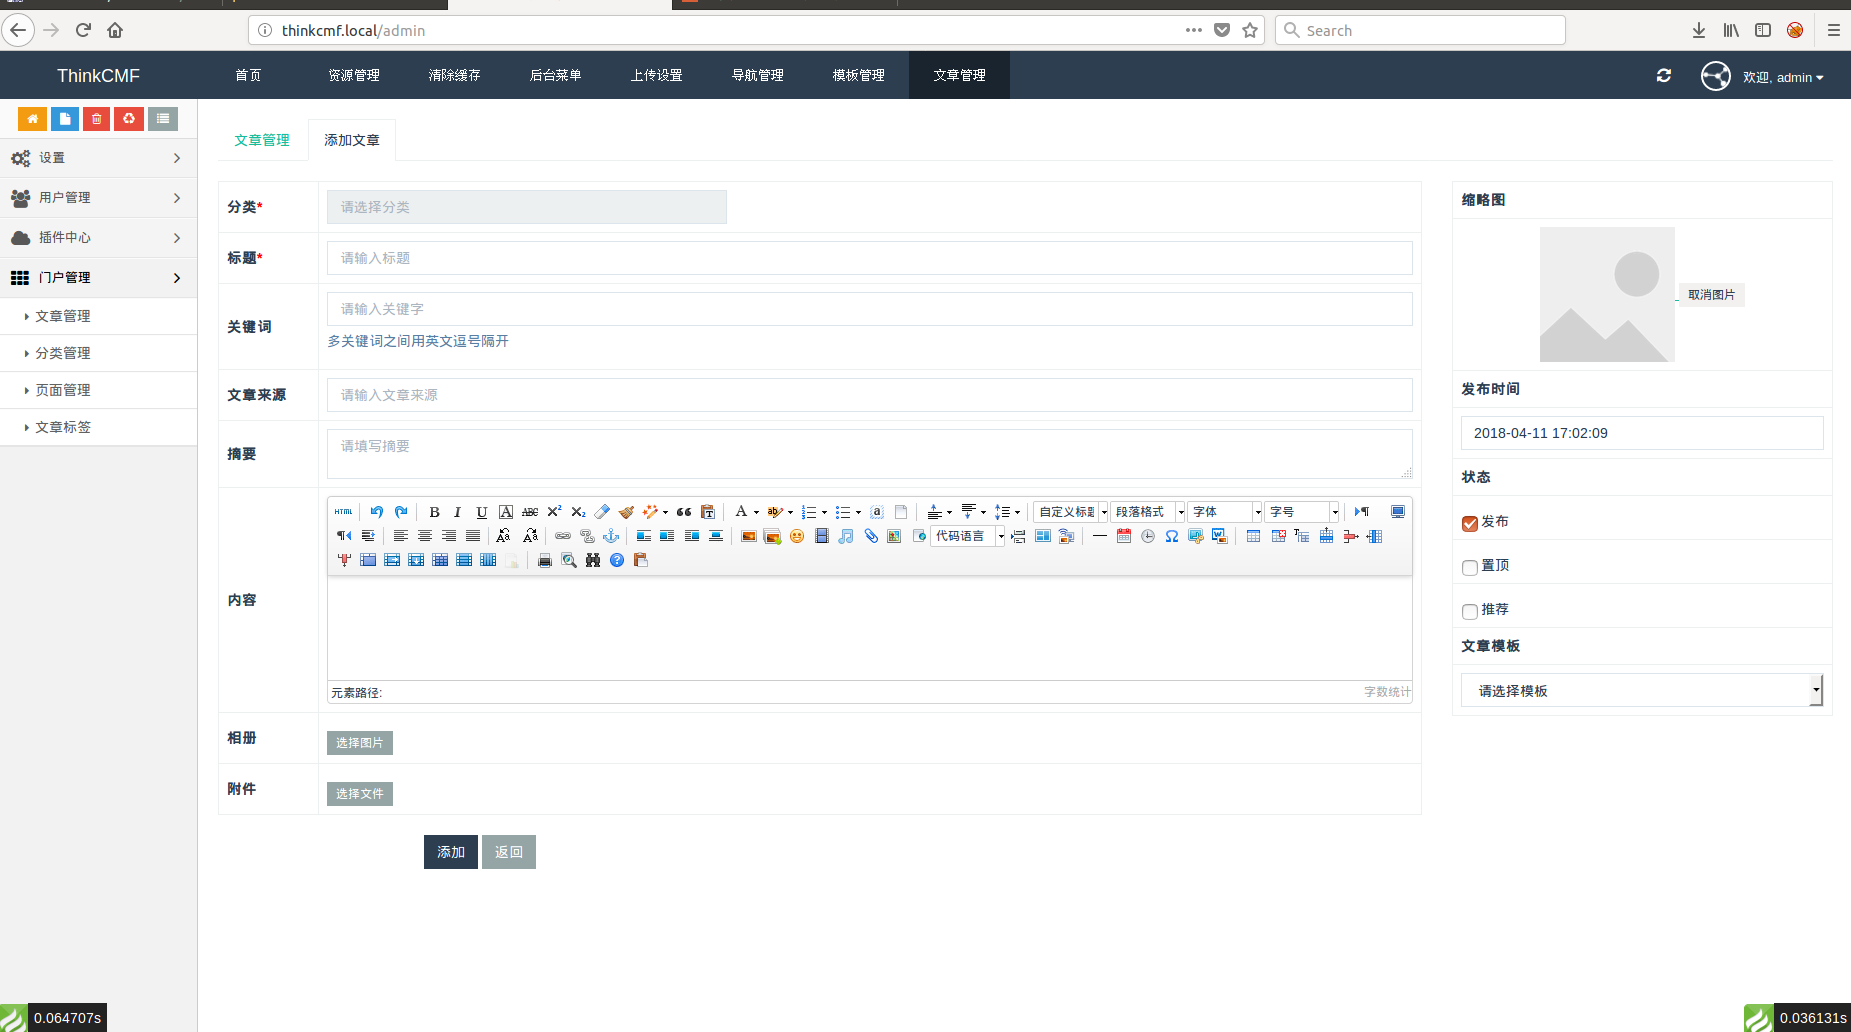 thinkcmf.local/admin
Search
ThinkCMF 首页 资源管理 清除缓存 后台菜单 上传设置 导航管理 模板管理 文章管理 欢迎, admin
设置
用户管理
插件中心
门户管理
文章管理
分类管理
页面管理
文章标签
文章管理 添加文章
分类* 请选择分类
标题* 请输入标题
关键词 请输入关键字
多关键词之间用英文逗号隔开
文章来源 请输入文章来源
摘要 请填写摘要
内容
HTML B I U A ABC X² X₂ A ab a 自定义标题 段落格式 字体 字号
代码语言
元素路径: 字数统计
相册 选择图片
附件 选择文件
添加 返回
缩略图
取消图片
发布时间
2018-04-11 17:02:09
状态
发布
置顶
推荐
文章模板
请选择模板
0.064707s
0.036131s